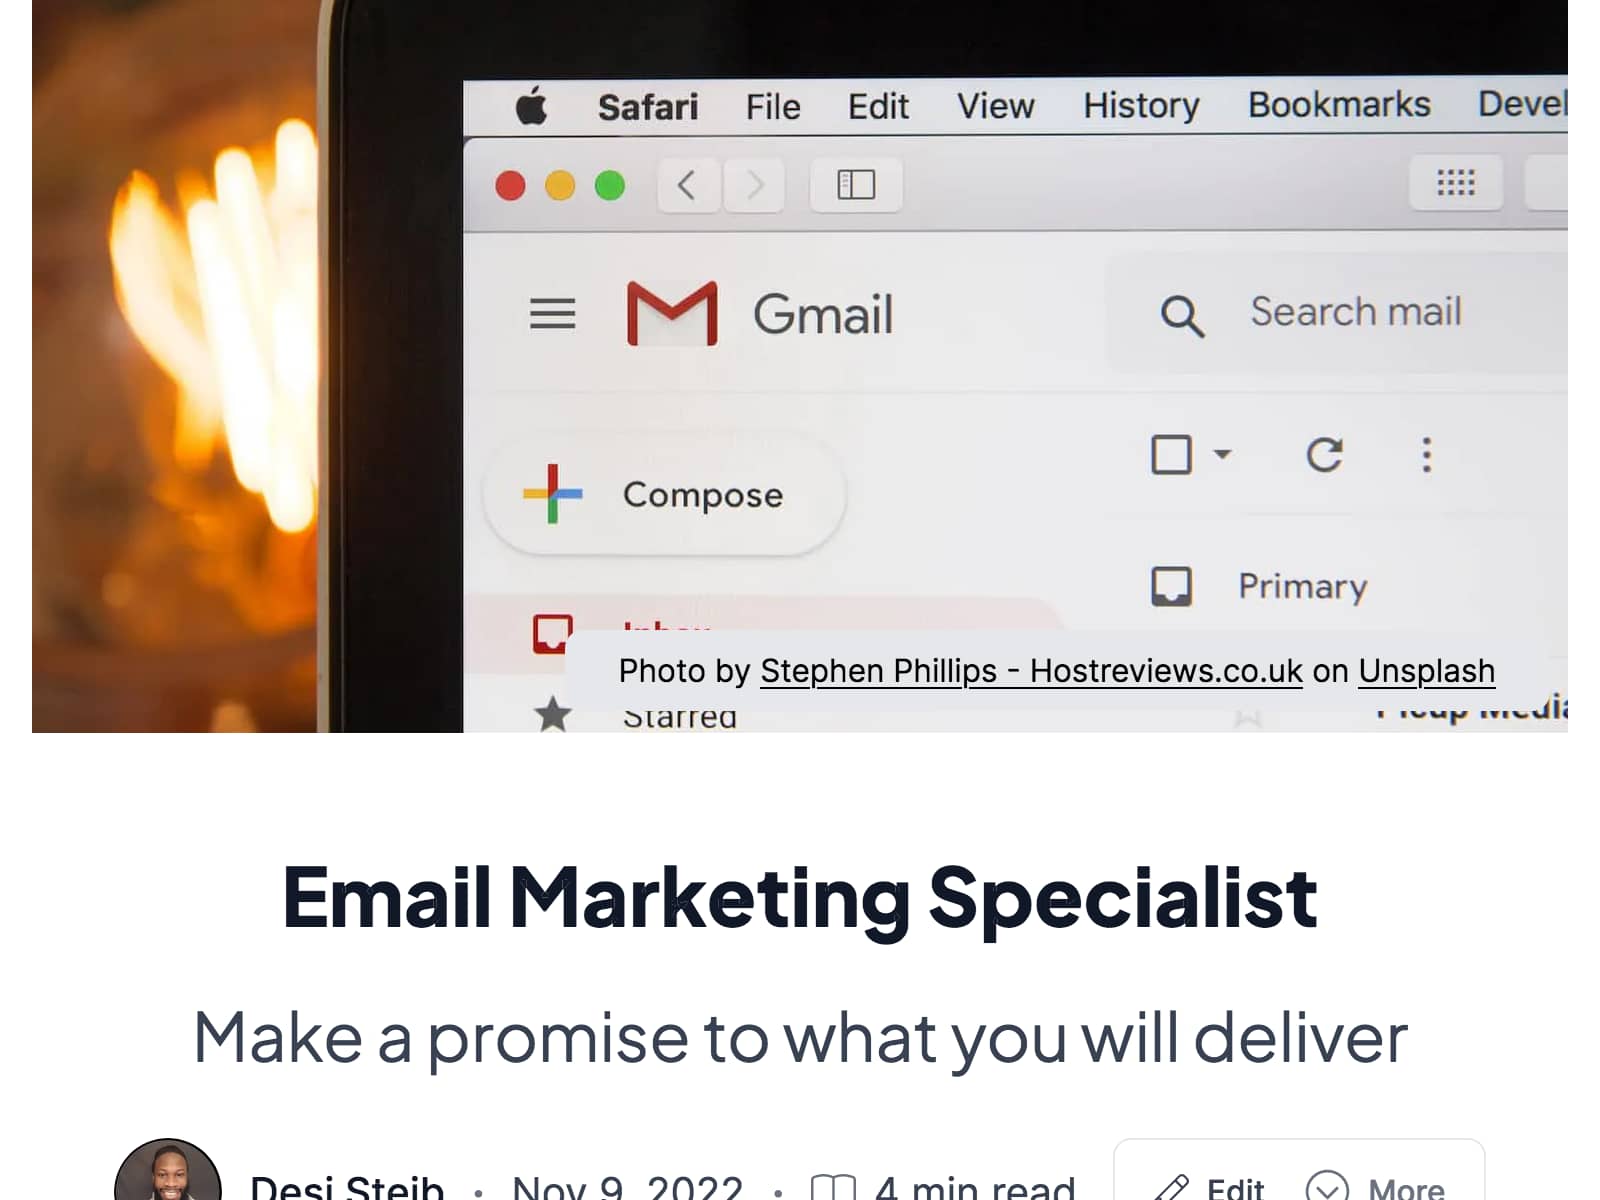 Safari File Edit View History Bookmarks Devel
Gmail
Search mail
Compose
Primary
Inbox
Photo by Stephen Phillips - Hostreviews.co.uk on Unsplash
Starred
Email Marketing Specialist
Make a promise to what you will deliver
Desi Steib · Nov 9, 2022 · 4 min read
Edit
More